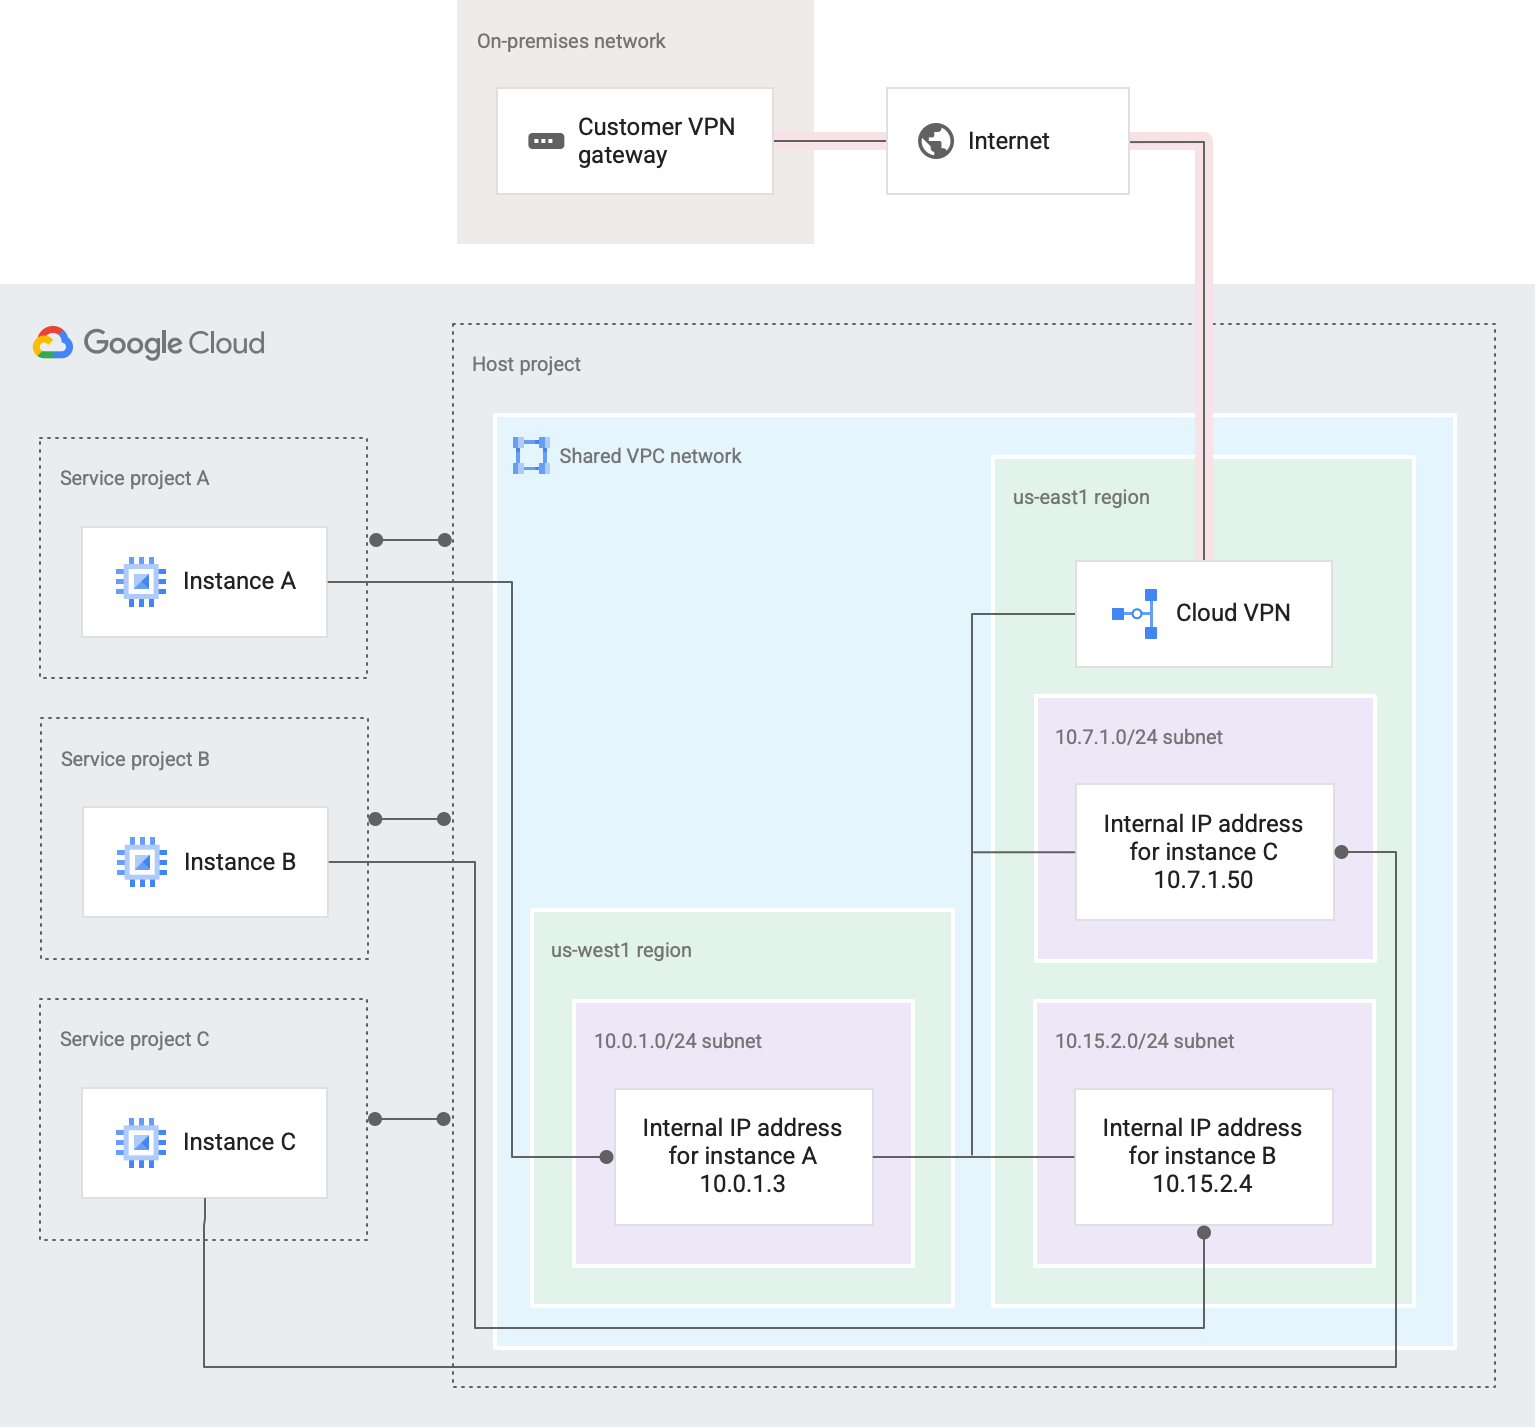 On-premises network
Customer VPN
gateway
Internet
Google Cloud
Host project
Shared VPC network
us-east1 region
Service project A
Instance A
Cloud VPN
10.7.1.0/24 subnet
Service project B
Instance B
Internal IP address
for instance C
10.7.1.50
us-west1 region
Service project C
Instance C
10.0.1.0/24 subnet
Internal IP address
for instance A
10.0.1.3
10.15.2.0/24 subnet
Internal IP address
for instance B
10.15.2.4